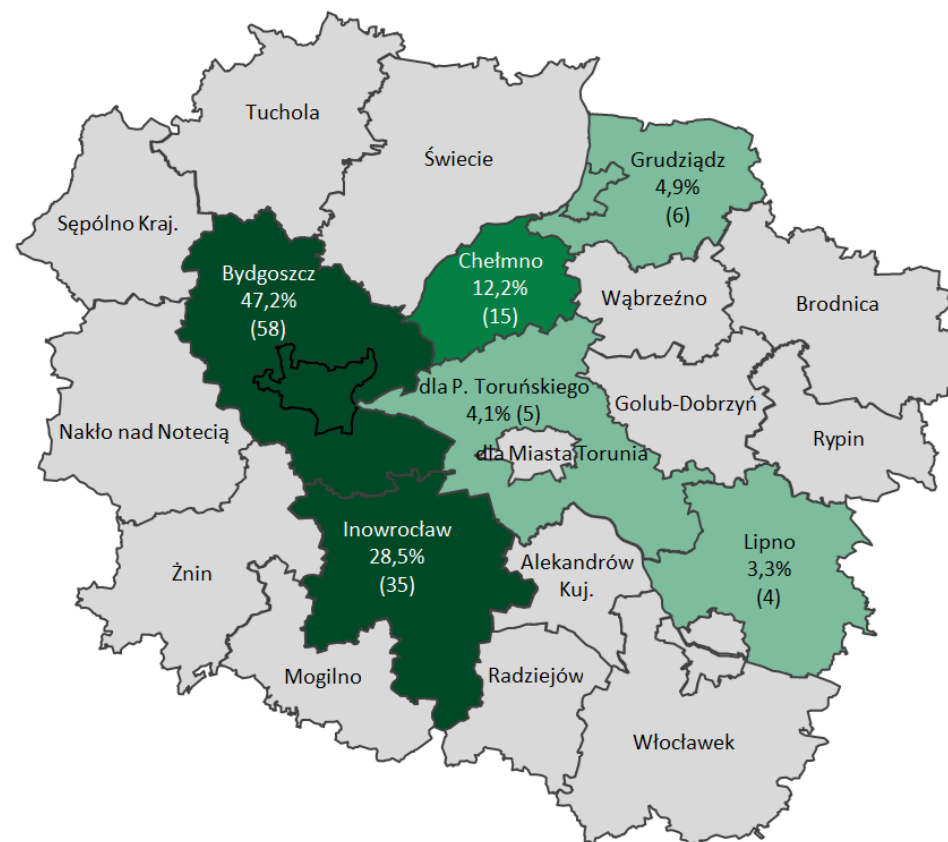 Tuchola
Świecie
Grudziądz
4,9%
(6)
Sępólno Kraj.
Bydgoszcz
47,2%
(58)
Chełmno
12,2%
(15)
Wąbrzeźno
Brodnica
dla P. Toruńskiego
4,1% (5)
dla Miasta Torunia
Golub-Dobrzyń
Rypin
Nakło nad Notecią
Inowrocław
28,5%
(35)
Alekandrów
Kuj.
Lipno
3,3%
(4)
Żnin
Mogilno
Radziejów
Włocławek